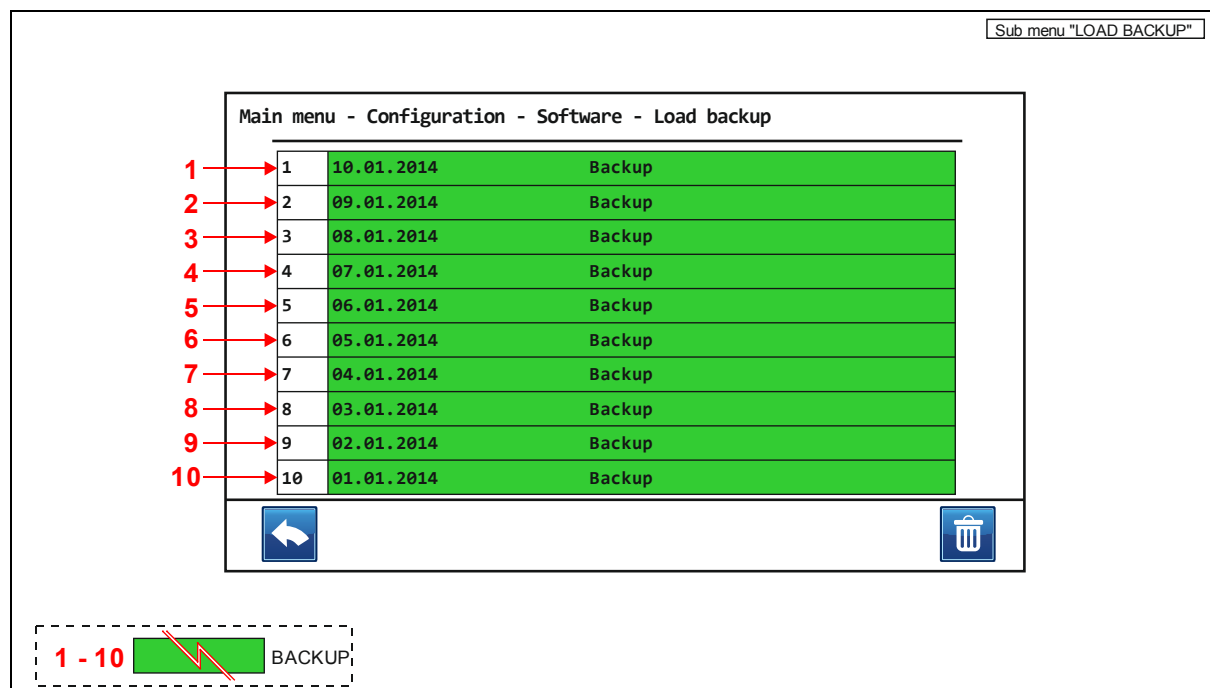 Sub menu "LOAD BACKUP"
Main menu - Configuration - Software - Load backup
1 1 10.01.2014 Backup
2 2 09.01.2014 Backup
3 3 08.01.2014 Backup
4 4 07.01.2014 Backup
5 5 06.01.2014 Backup
6 6 05.01.2014 Backup
7 7 04.01.2014 Backup
8 8 03.01.2014 Backup
9 9 02.01.2014 Backup
10 10 01.01.2014 Backup
1 - 10 BACKUP